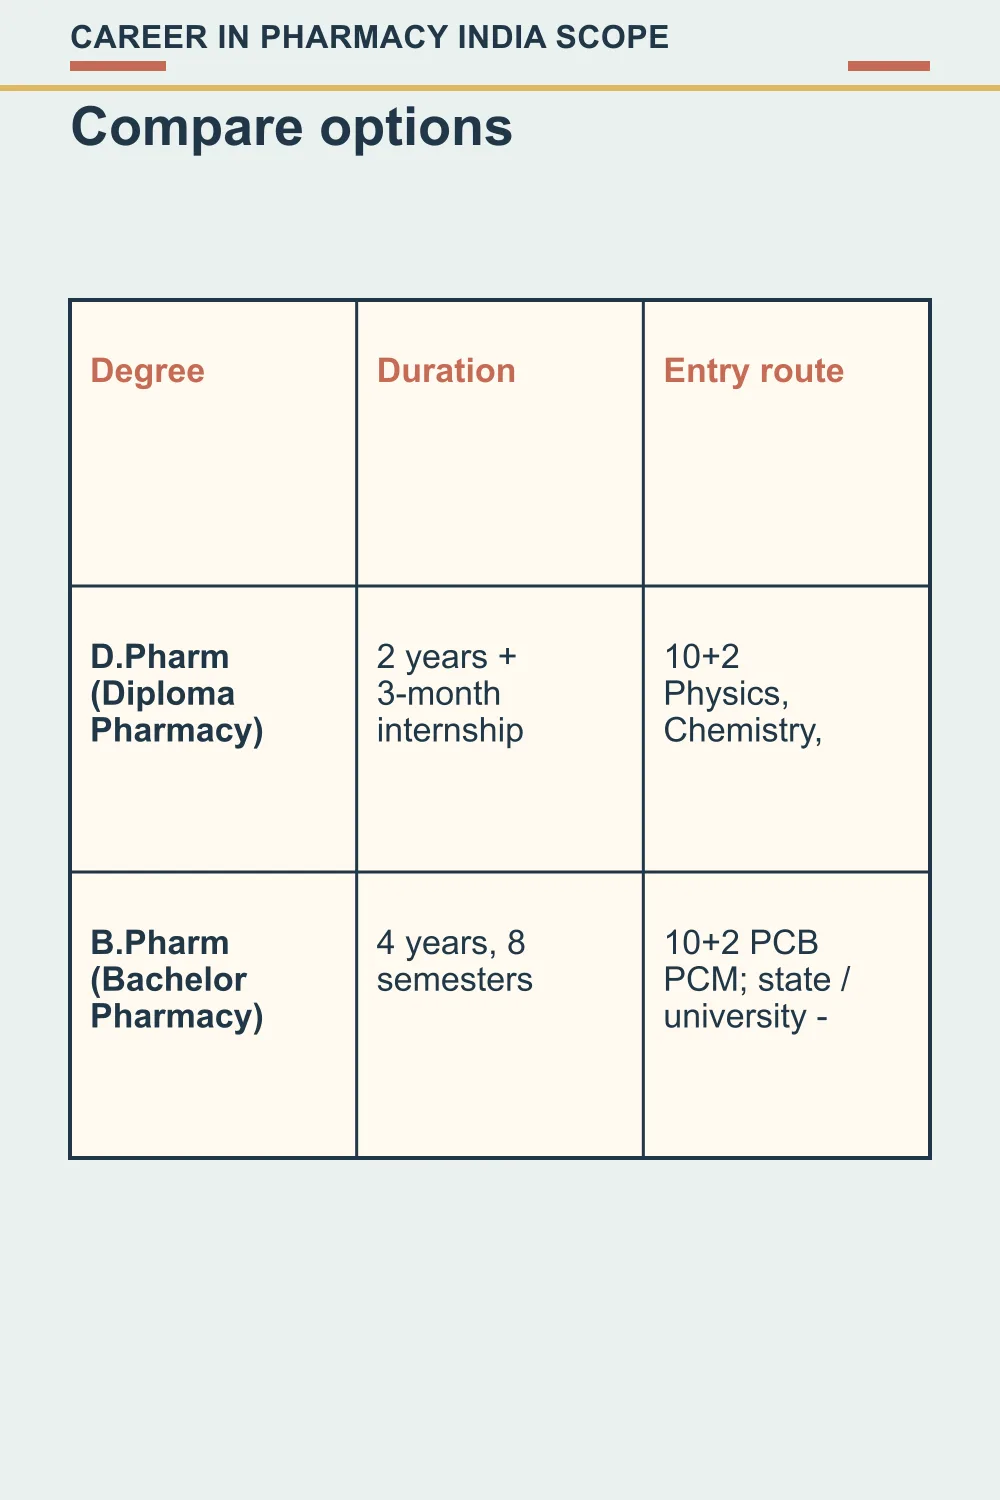 CAREER IN PHARMACY INDIA SCOPE
Compare options
Degree
Duration
Entry route
D.Pharm
(Diploma
Pharmacy)
2 years +
3-month
internship
10+2
Physics,
Chemistry,
B.Pharm
(Bachelor
Pharmacy)
4 years, 8
semesters
10+2 PCB
PCM; state /
university -